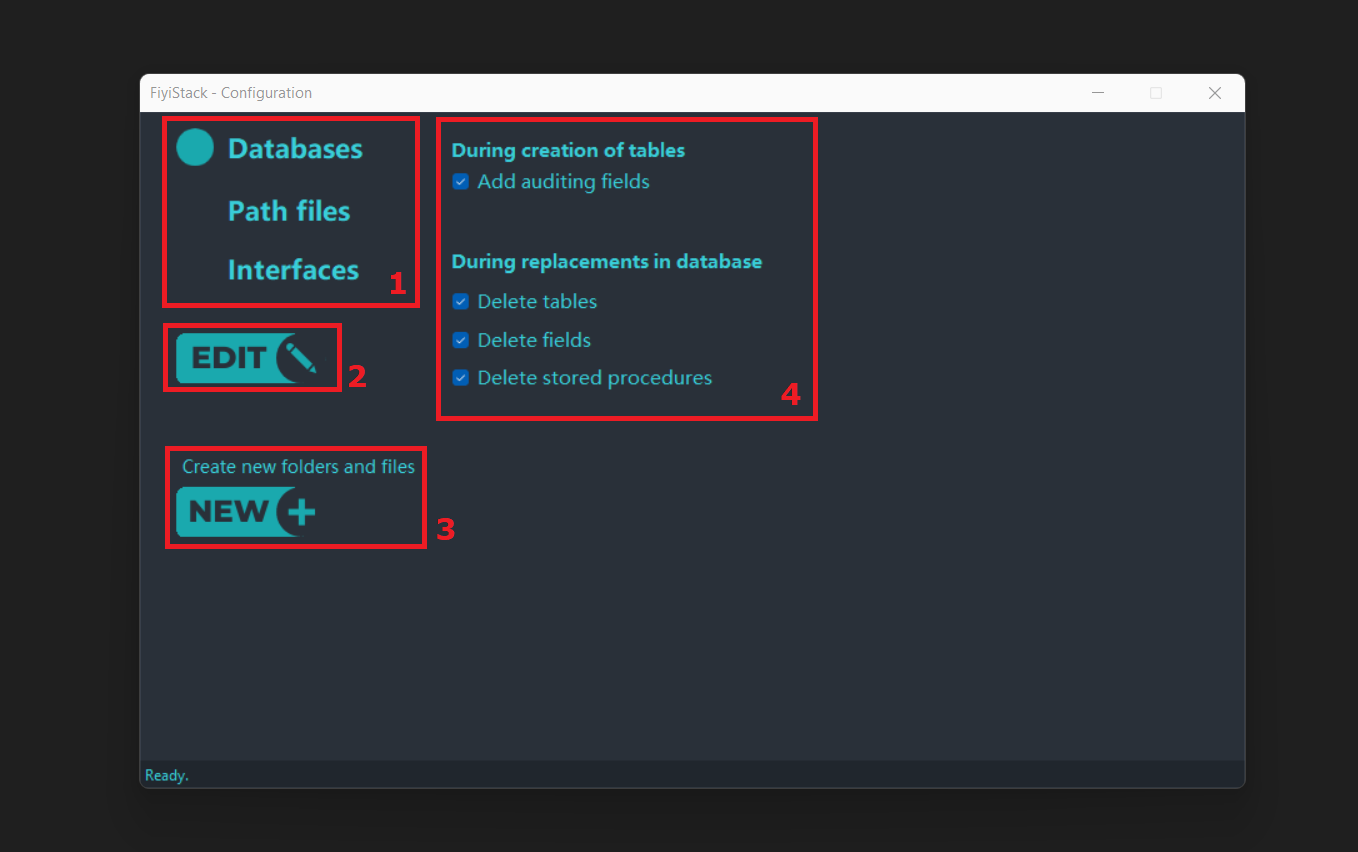 FiyiStack - Configuration
Databases
Path files
Interfaces
1
EDIT
2
Create new folders and files
NEW
3
During creation of tables
Add auditing fields
During replacements in database
Delete tables
Delete fields
Delete stored procedures
4
Ready.